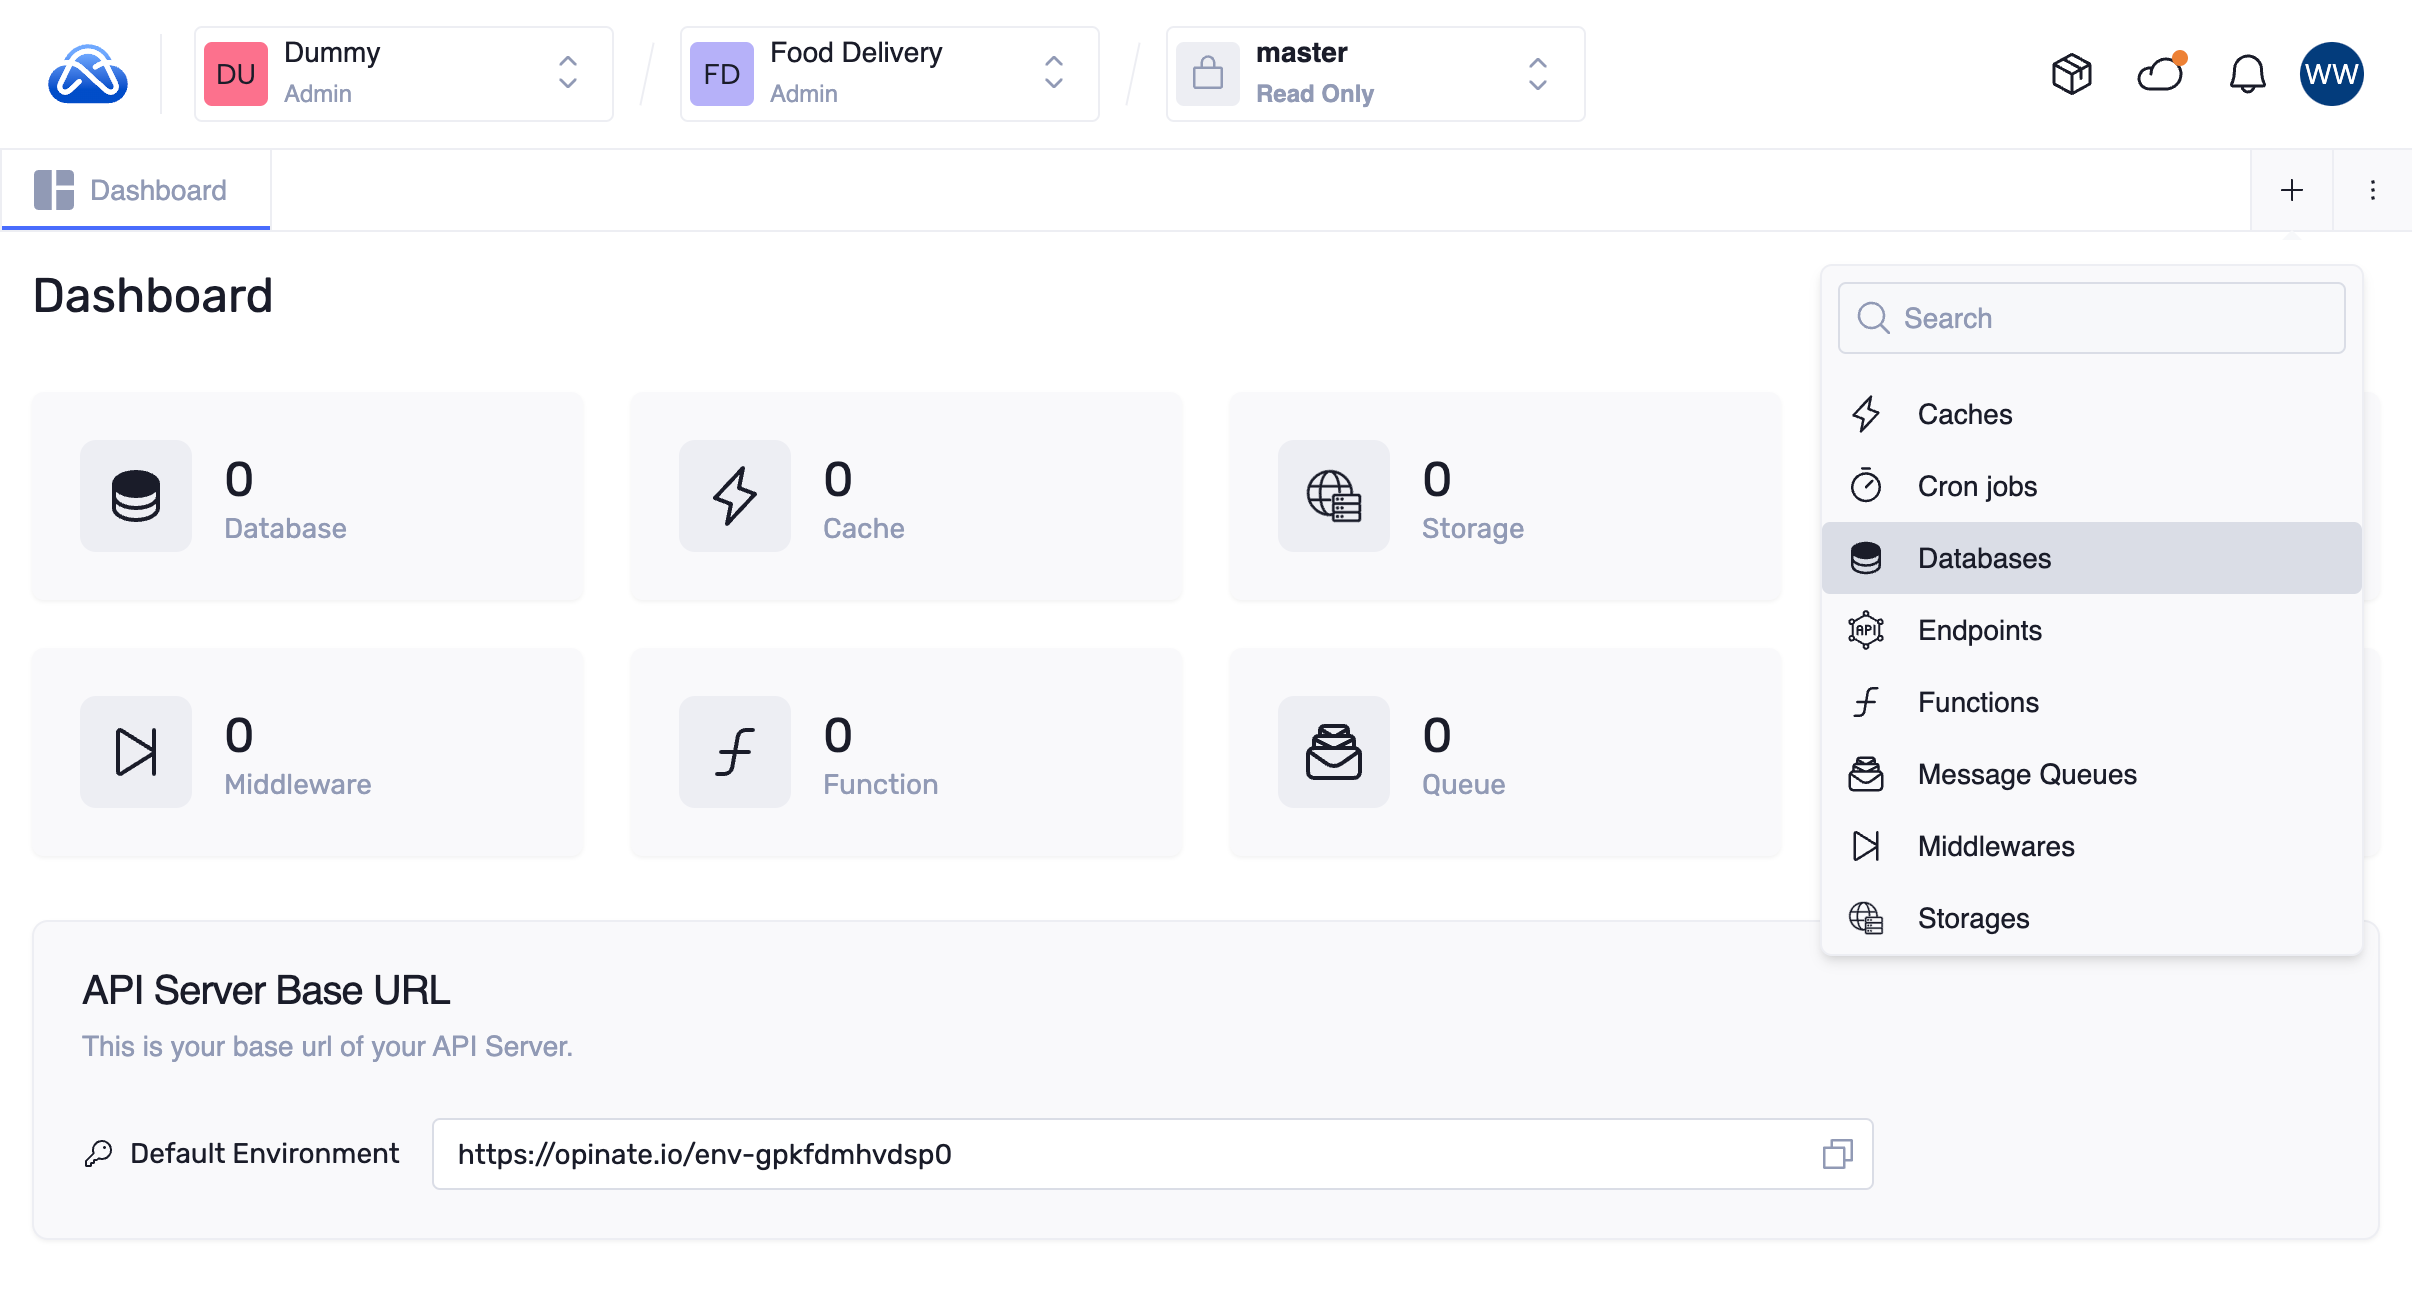 DU
Dummy
Admin
FD
Food Delivery
Admin
master
Read Only
WW
Dashboard
Dashboard
Search
Caches
Cron jobs
Databases
Endpoints
Functions
Message Queues
Middlewares
Storages
API
0
Database
0
Cache
0
Storage
0
Middleware
0
Function
0
Queue
API Server Base URL
This is your base url of your API Server.
Default Environment
https://opinate.io/env-gpkfdmhvdsp0